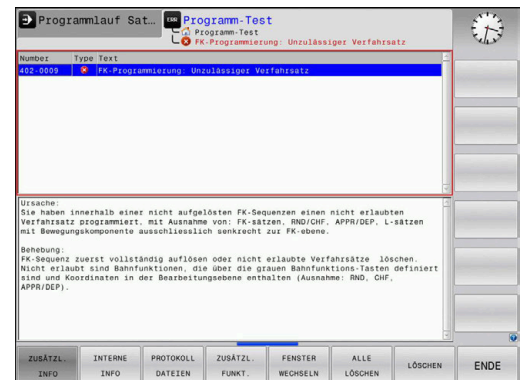 Programmlauf Sat…
ERR Programm-Test
Programm-Test
FK-Programmierung: Unzulässiger Verfahrsatz
Number Type Text
402-0009 FK-Programmierung: Unzulässiger Verfahrsatz
Ursache:
Sie haben innerhalb einer nicht aufgelösten FK-Sequenzen einen nicht erlaubten
Verfahrsatz programmiert, mit Ausnahme von: FK-sätzen, RND/CHF, APPR/DEP, L-sätzen
mit Bewegungskomponente ausschliesslich senkrecht zur FK-ebene.
Behebung:
FK-Sequenz zuerst vollständig auflösen oder nicht erlaubte Verfahrsätze löschen.
Nicht erlaubt sind Bahnfunktionen, die über die grauen Bahnfunktions-Tasten definiert
sind und Koordinaten in der Bearbeitungsebene enthalten (Ausnahme: RND, CHF,
APPR/DEP).
ZUSÄTZL. INFO
INTERNE INFO
PROTOKOLL DATEIEN
ZUSÄTZL. FUNKT.
FENSTER WECHSELN
ALLE LÖSCHEN
LÖSCHEN
ENDE